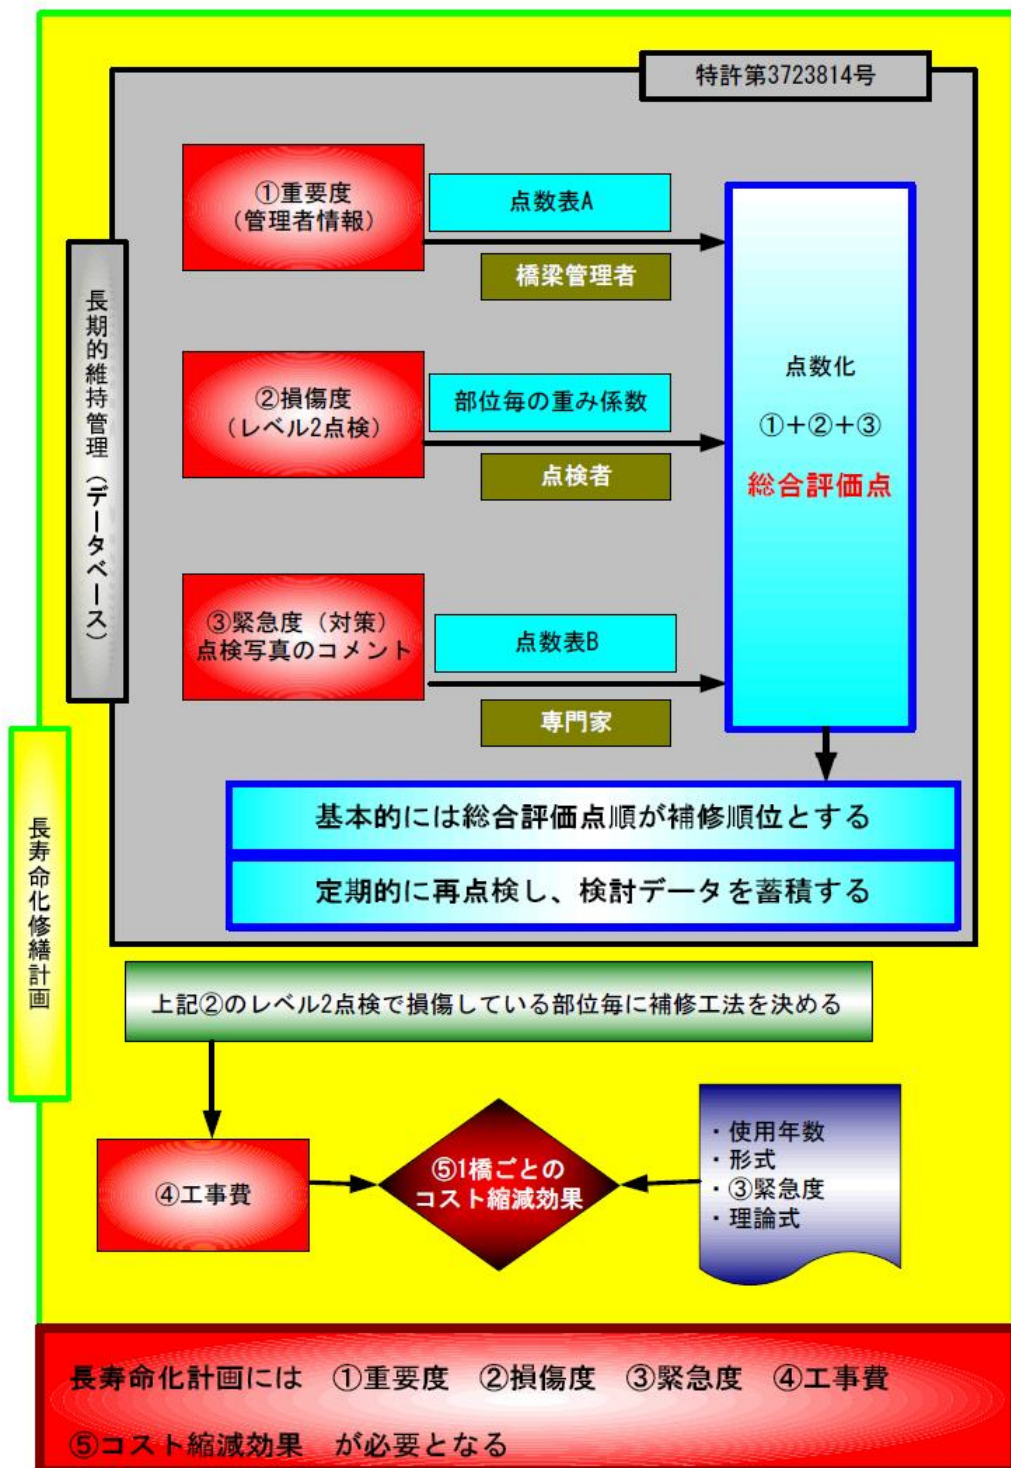 特許第3723814号
①重要度
（管理者情報）
点数表A
橋梁管理者
②損傷度
（レベル2点検）
部位毎の重み係数
点検者
③緊急度（対策）
点検写真のコメント
点数表B
専門家
点数化
①＋②＋③
総合評価点
長期的維持管理（データベース）
基本的には総合評価点順が補修順位とする
定期的に再点検し、検討データを蓄積する
長寿命化修繕計画
上記②のレベル2点検で損傷している部位毎に補修工法を決める
④工事費
⑤1橋ごとの
コスト縮減効果
・使用年数
・形式
・③緊急度
・理論式
長寿命化計画には　①重要度　②損傷度　③緊急度　④工事費
⑤コスト縮減効果　が必要となる